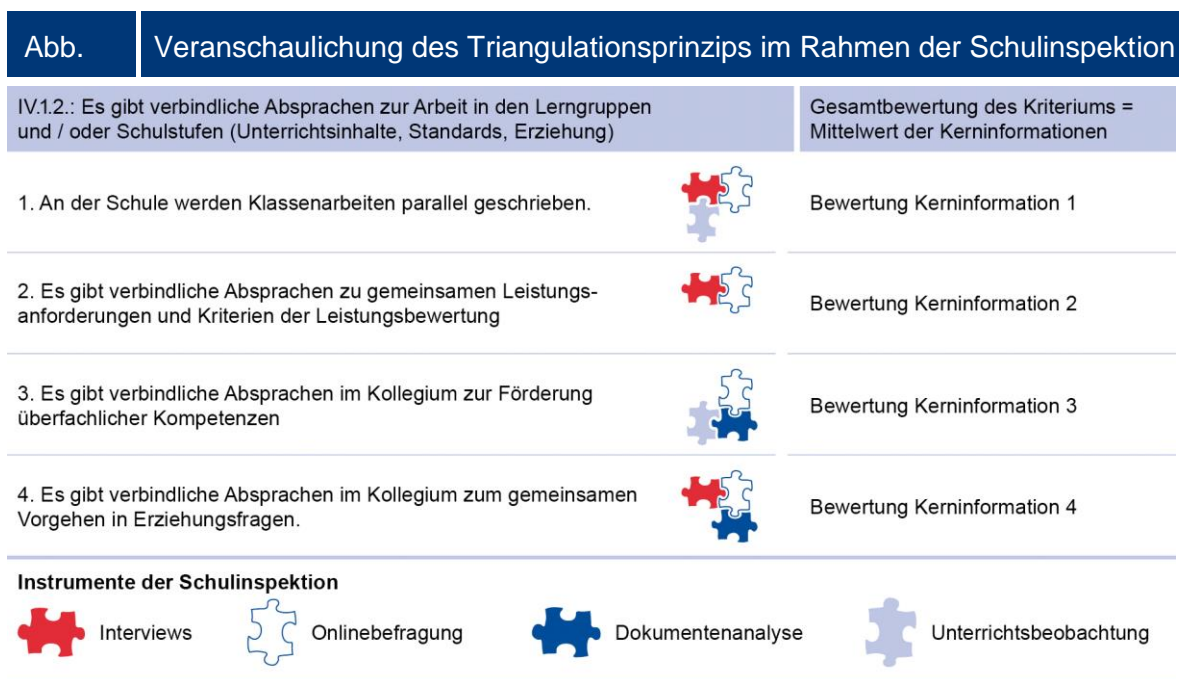 Abb. Veranschaulichung des Triangulationsprinzips im Rahmen der Schulinspektion
IV.1.2.: Es gibt verbindliche Absprachen zur Arbeit in den Lerngruppen
und / oder Schulstufen (Unterrichtsinhalte, Standards, Erziehung)
Gesamtbewertung des Kriteriums =
Mittelwert der Kerninformationen
1. An der Schule werden Klassenarbeiten parallel geschrieben.
Bewertung Kerninformation 1
2. Es gibt verbindliche Absprachen zu gemeinsamen Leistungs-
anforderungen und Kriterien der Leistungsbewertung
Bewertung Kerninformation 2
3. Es gibt verbindliche Absprachen im Kollegium zur Förderung
überfachlicher Kompetenzen
Bewertung Kerninformation 3
4. Es gibt verbindliche Absprachen im Kollegium zum gemeinsamen
Vorgehen in Erziehungsfragen.
Bewertung Kerninformation 4
Instrumente der Schulinspektion
Interviews
Onlinebefragung
Dokumentenanalyse
Unterrichtsbeobachtung